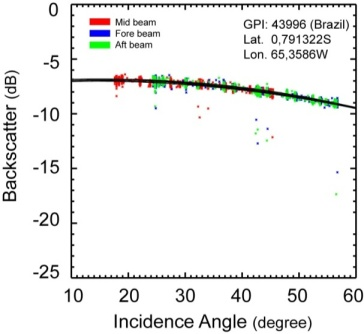 0
-5
-10
-15
-20
-25
Backscatter (dB)
Mid beam
Fore beam
Aft beam
GPI: 43996 (Brazil)
Lat. 0,791322S
Lon. 65,3586W
10 20 30 40 50 60
Incidence Angle (degree)